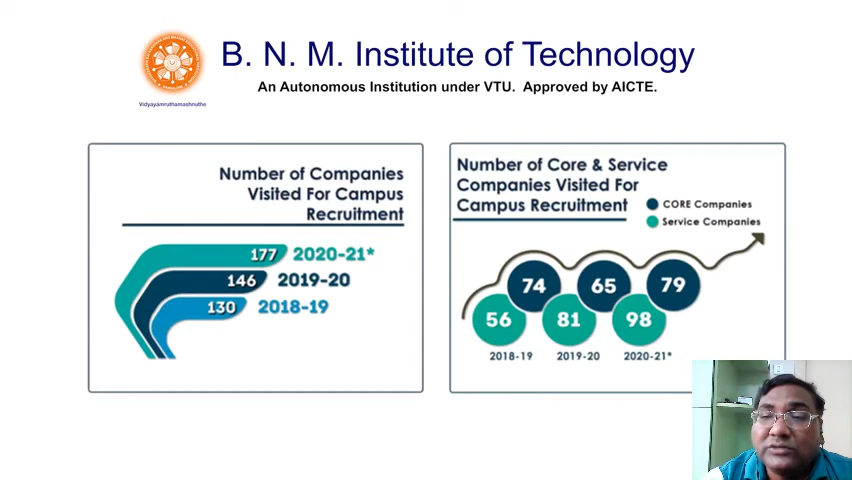 B. N. M. Institute of Technology
An Autonomous Institution under VTU. Approved by AICTE.
Vidyayāmruthamashnuthe
Number of Companies
Visited For Campus
Recruitment
177 2020-21*
146 2019-20
130 2018-19
Number of Core & Service
Companies Visited For
Campus Recruitment
CORE Companies
Service Companies
74 65 79
56 81 98
2018-19 2019-20 2020-21*